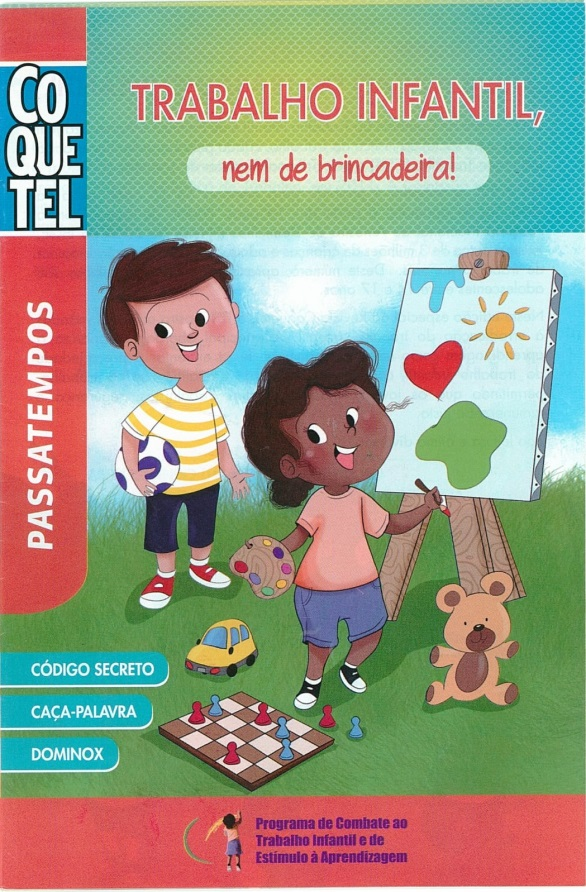 CO
QUE
TEL
TRABALHO INFANTIL,
nem de brincadeira!
PASSATEMPOS
CÓDIGO SECRETO
CAÇA-PALAVRA
DOMINOX
Programa de Combate ao
Trabalho Infantil e de
Estímulo à Aprendizagem